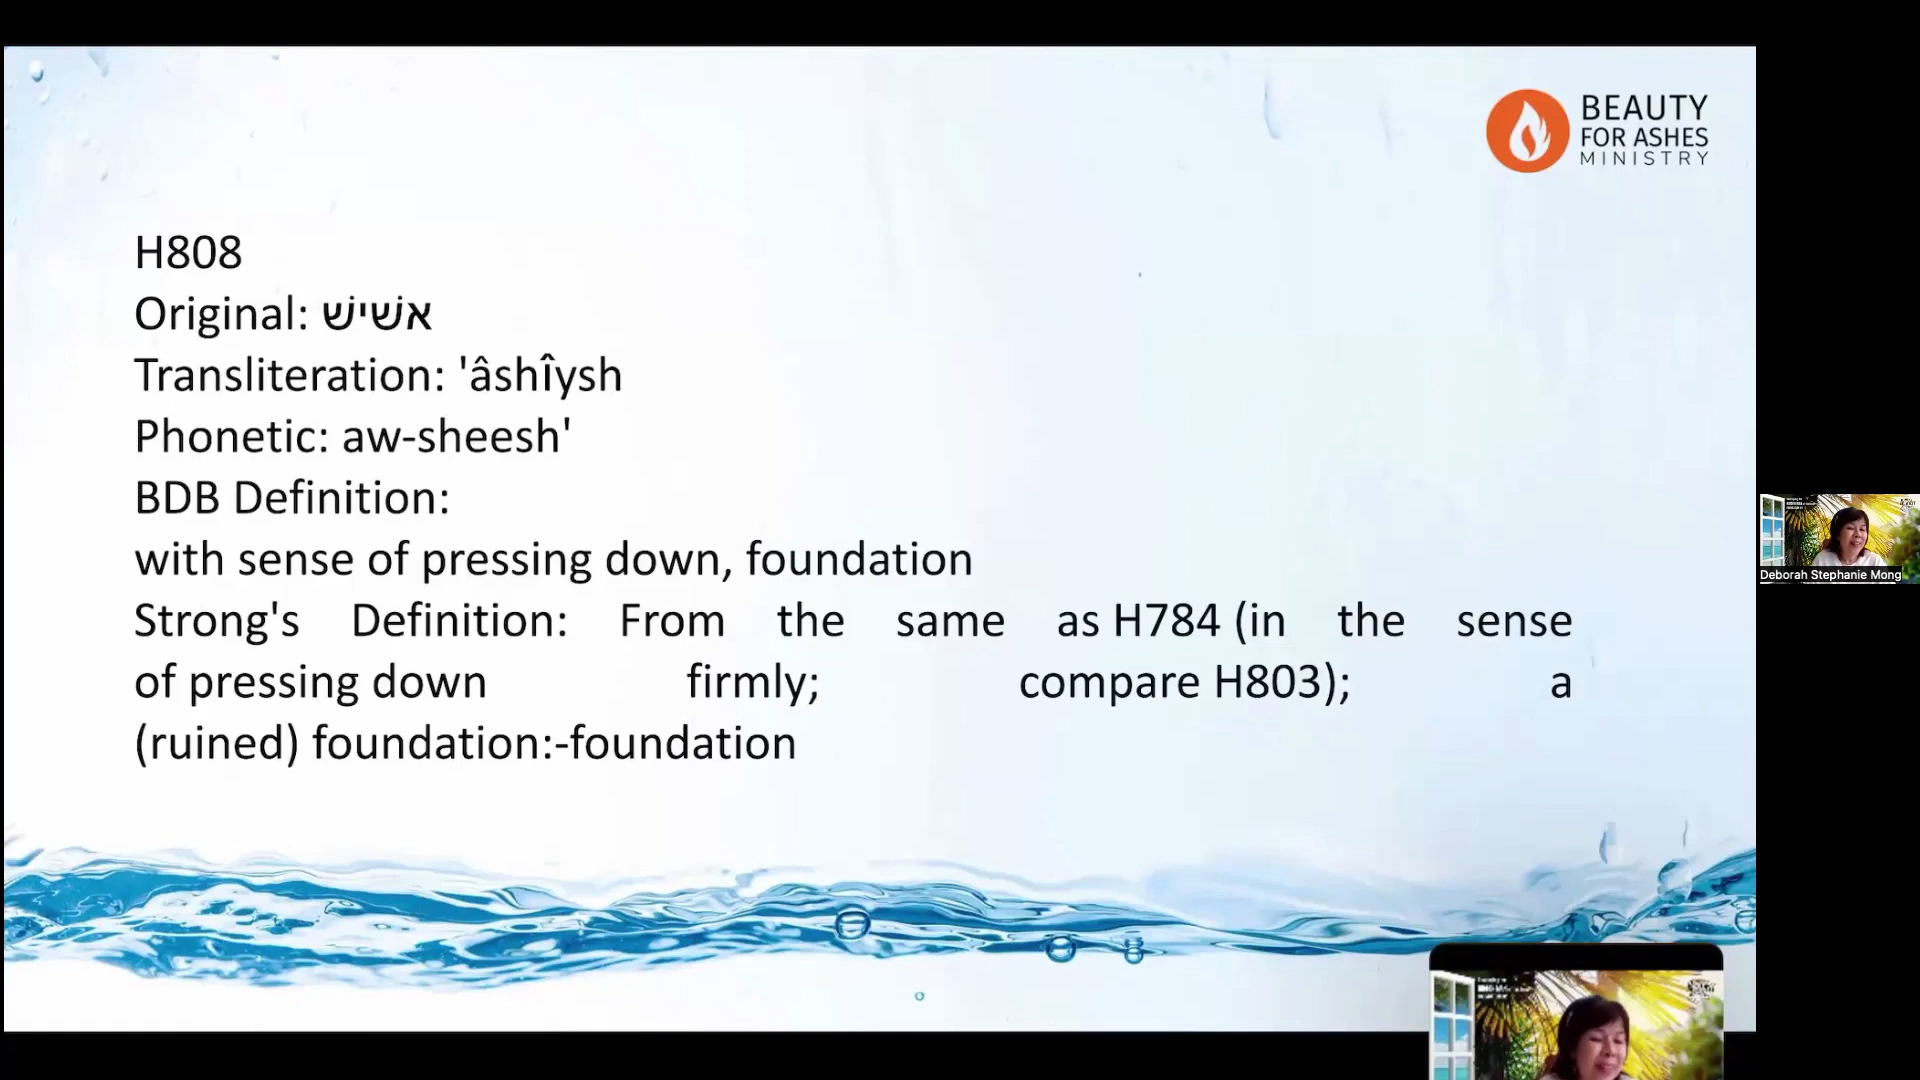 BEAUTY
FOR ASHES
MINISTRY
H808
Original: אשׁישׁ
Transliteration: 'âshîysh
Phonetic: aw-sheesh'
BDB Definition:
with sense of pressing down, foundation
Strong's Definition: From the same as H784 (in the sense
of pressing down firmly; compare H803); a
(ruined) foundation:-foundation
Deborah Stephanie Mong